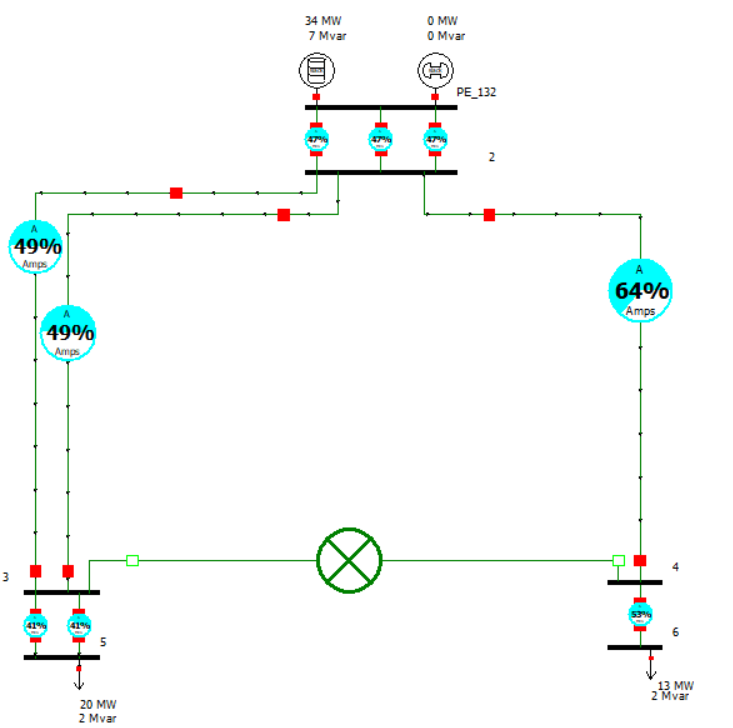 34 MW
7 Mvar
0 MW
0 Mvar
PE_132
47%
47%
47%
2
A
49%
Amps
A
64%
Amps
A
49%
Amps
3
4
41%
41%
5
53%
6
20 MW
2 Mvar
13 MW
2 Mvar